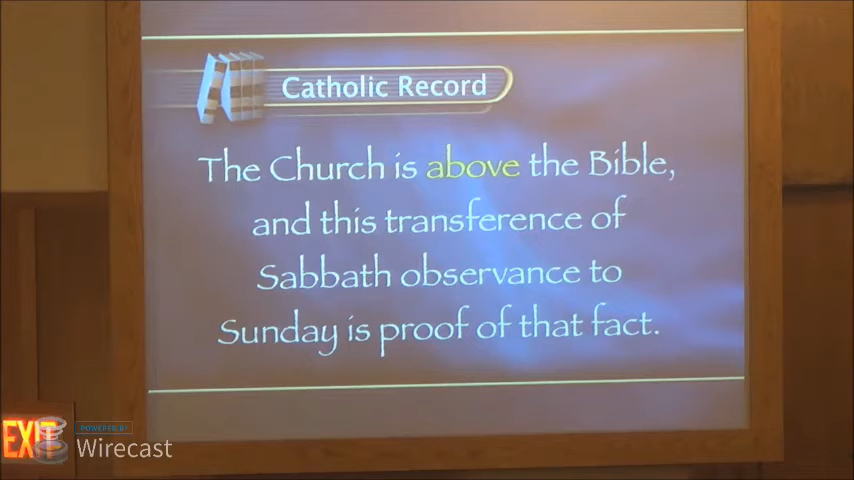 Catholic Record
The Church is above the Bible,
and this transference of
Sabbath observance to
Sunday is proof of that fact.
EXIT
POWERED BY
Wirecast